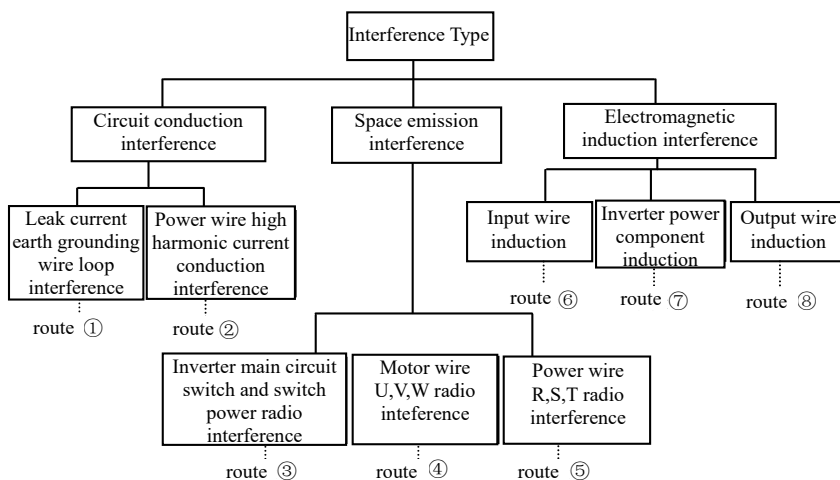 Interference Type
Circuit conduction
interference
Space emission
interference
Electromagnetic
induction interference
Leak current
earth grounding
wire loop
interference
Power wire high
harmonic current
conduction
interference
Input wire
induction
Inverter power
component
induction
Output wire
induction
route ①
route ②
route ⑥
route ⑦
route ⑧
Inverter main circuit
switch and switch
power radio
interference
Motor wire
U,V,W radio
inteference
Power wire
R,S,T radio
interference
route ③
route ④
route ⑤